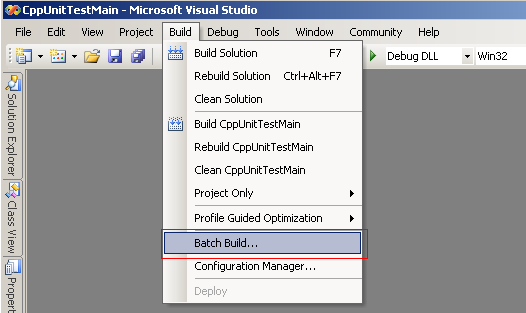 CppUnitTestMain - Microsoft Visual Studio
File Edit View Project Build Debug Tools Window Community Help
Debug DLL Win32
Build Solution F7
Rebuild Solution Ctrl+Alt+F7
Clean Solution
Build CppUnitTestMain
Rebuild CppUnitTestMain
Clean CppUnitTestMain
Project Only
Profile Guided Optimization
Batch Build...
Configuration Manager...
Deploy
Solution Explorer
Class View
Propert